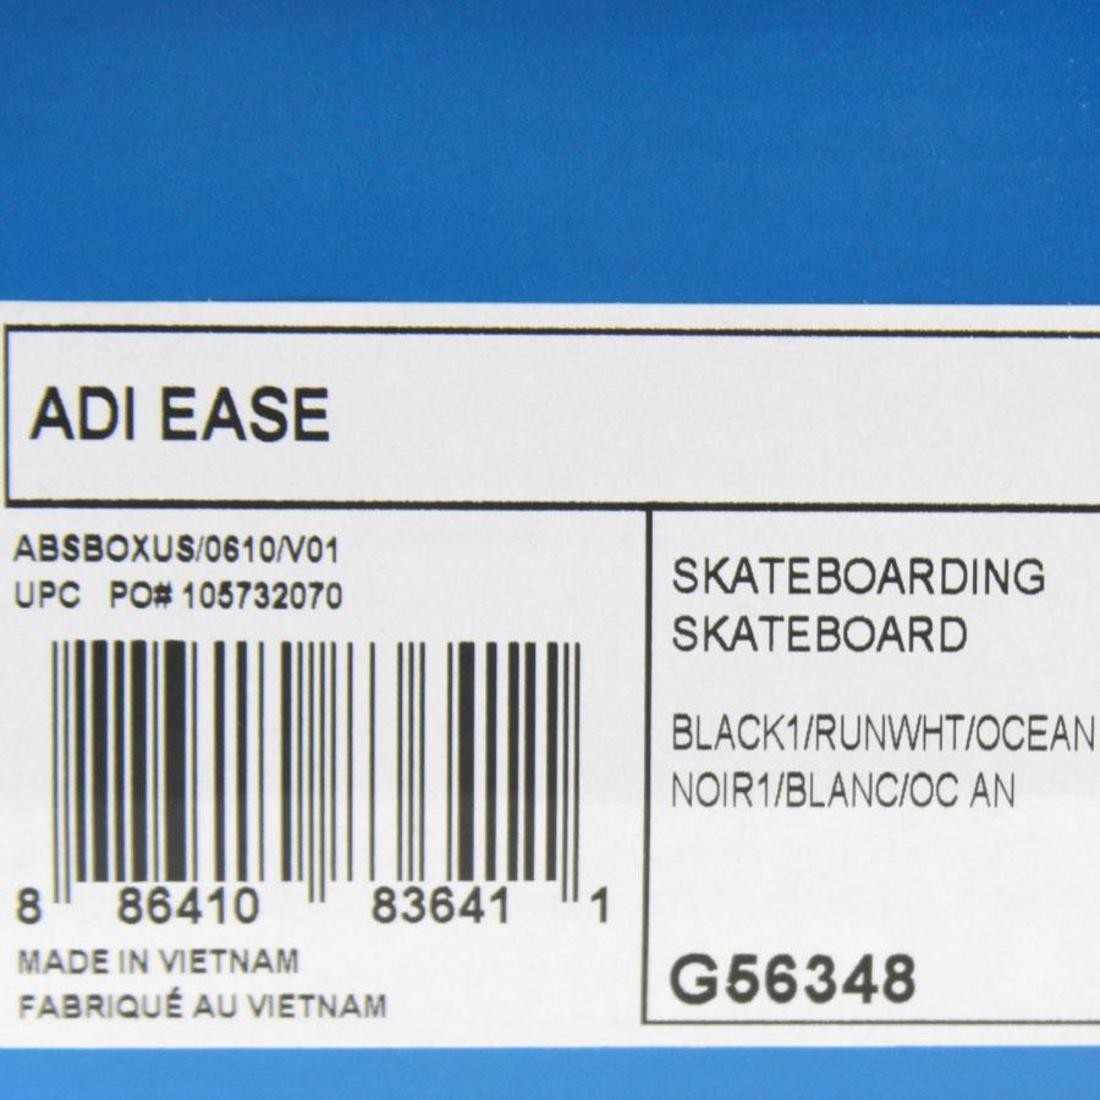 ADI EASE
ABSBOXUS/0610/V01
UPC PO# 105732070
8 86410 83641 1
MADE IN VIETNAM
FABRIQUÉ AU VIETNAM
SKATEBOARDING
SKATEBOARD
BLACK1/RUNWHT/OCEAN
NOIR1/BLANC/OC AN
G56348